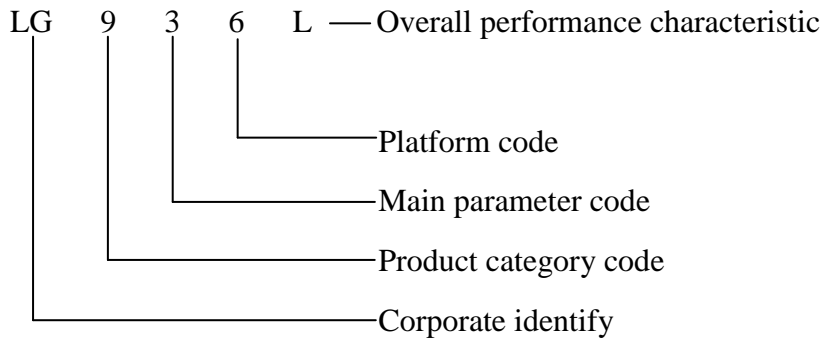 LG 9 3 6 L — Overall performance characteristic
Platform code
Main parameter code
Product category code
Corporate identify